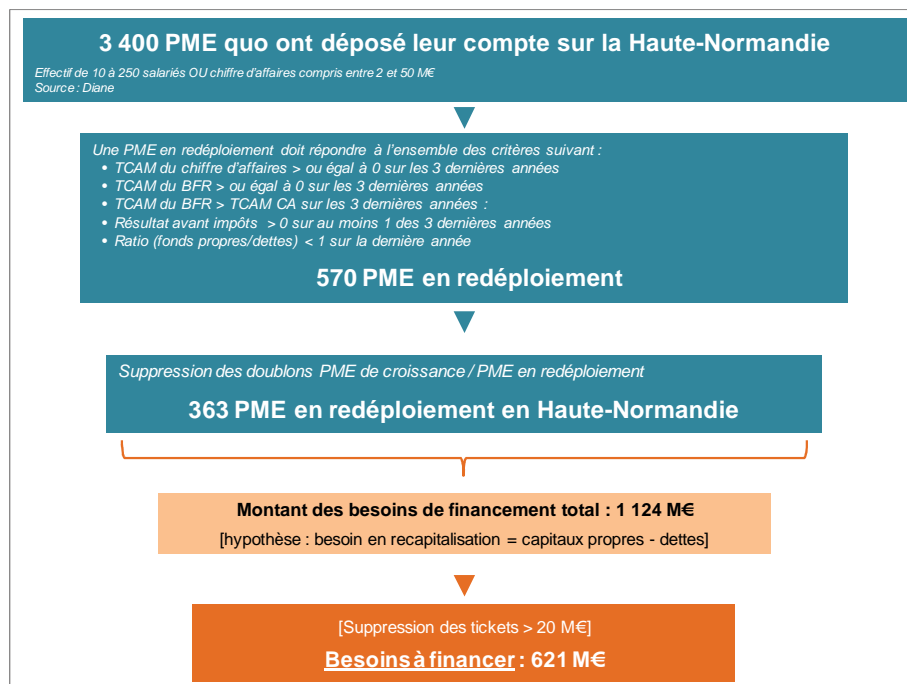 3 400 PME quo ont déposé leur compte sur la Haute-Normandie
Effectif de 10 à 250 salariés OU chiffre d'affaires compris entre 2 et 50 M€
Source : Diane
Une PME en redéploiement doit répondre à l'ensemble des critères suivant :
• TCAM du chiffre d'affaires > ou égal à 0 sur les 3 dernières années
• TCAM du BFR > ou égal à 0 sur les 3 dernières années
• TCAM du BFR > TCAM CA sur les 3 dernières années :
• Résultat avant impôts > 0 sur au moins 1 des 3 dernières années
• Ratio (fonds propres/dettes) < 1 sur la dernière année
570 PME en redéploiement
Suppression des doublons PME de croissance / PME en redéploiement
363 PME en redéploiement en Haute-Normandie
Montant des besoins de financement total : 1 124 M€
[hypothèse : besoin en recapitalisation = capitaux propres - dettes]
[Suppression des tickets > 20 M€]
Besoins à financer : 621 M€